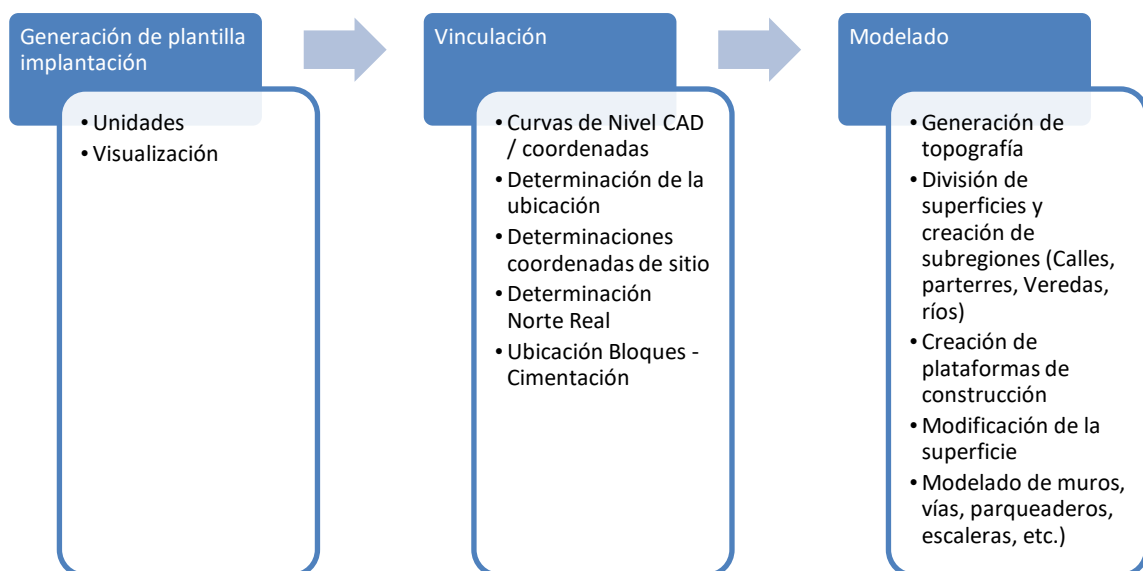 Generación de plantilla
implantación
• Unidades
• Visualización
Vinculación
• Curvas de Nivel CAD
/ coordenadas
• Determinación de la
ubicación
• Determinaciones
coordenadas de sitio
• Determinación
Norte Real
• Ubicación Bloques -
Cimentación
Modelado
• Generación de
topografía
• División de
superficies y
creación de
subregiones (Calles,
parterres, Veredas,
ríos)
• Creación de
plataformas de
construcción
• Modificación de la
superficie
• Modelado de muros,
vías, parqueaderos,
escaleras, etc.)